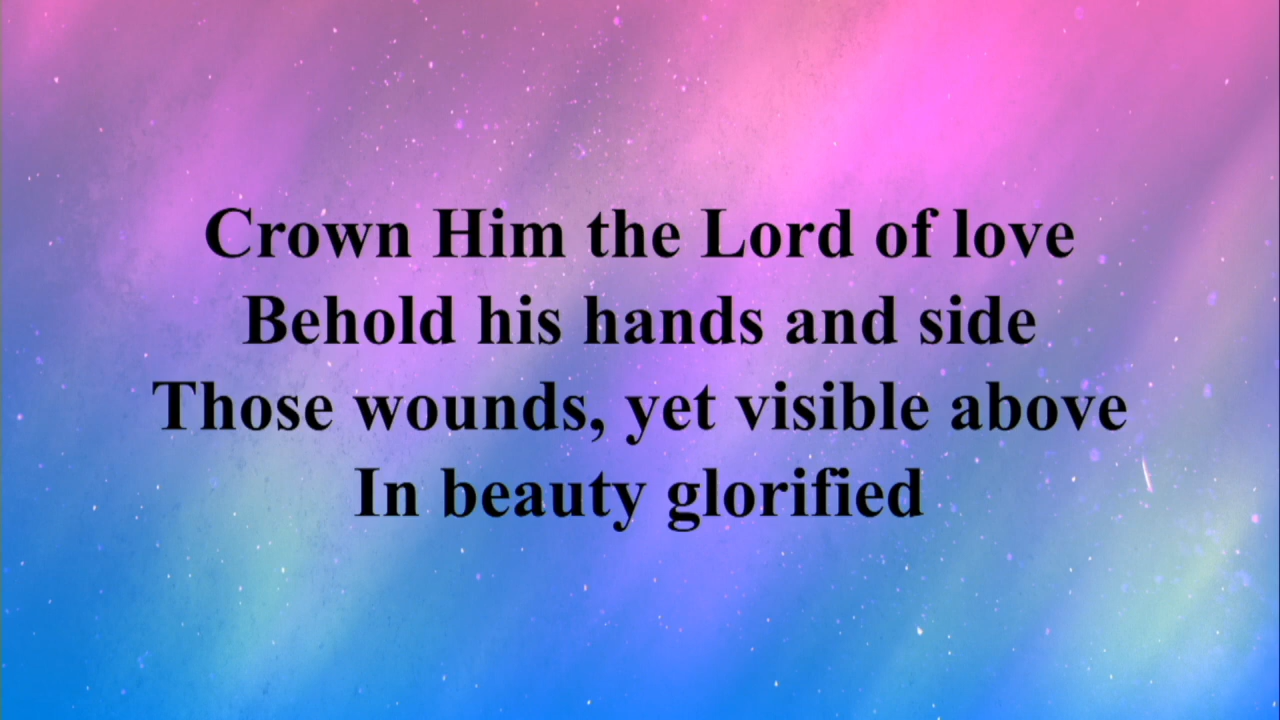 Crown Him the Lord of love
Behold his hands and side
Those wounds, yet visible above
In beauty glorified